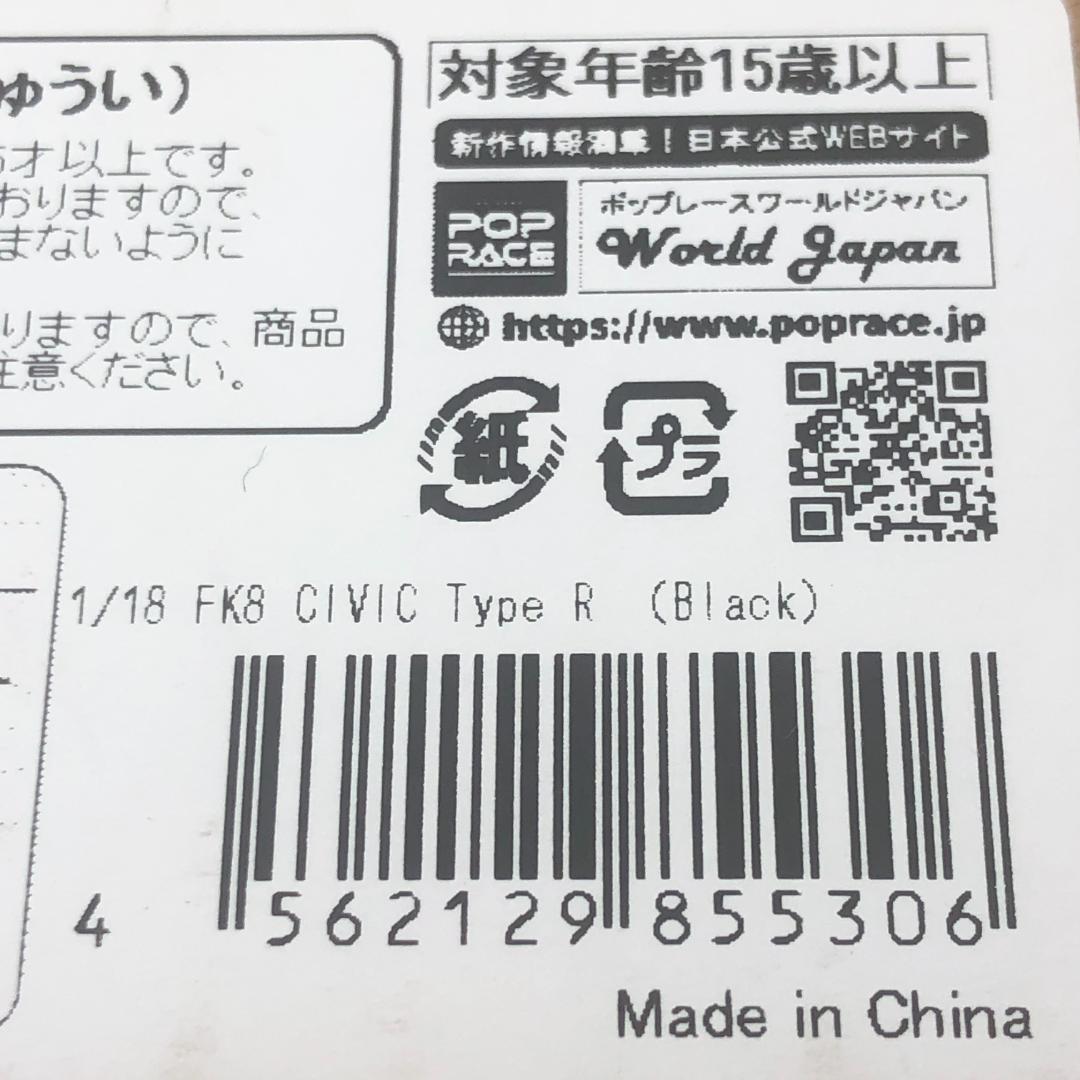 ゅうい）
才以上です。
おりますので、
まないように
りますので、商品
注意ください。
対象年齢15歳以上
新作情報満載！日本公式WEBサイト
POP
RACE
ポップレースワールドジャパン
World Japan
https://www.poprace.jp
紙
プラ
1/18 FK8 CIVIC Type R （Black）
4 562129 855306
Made in China